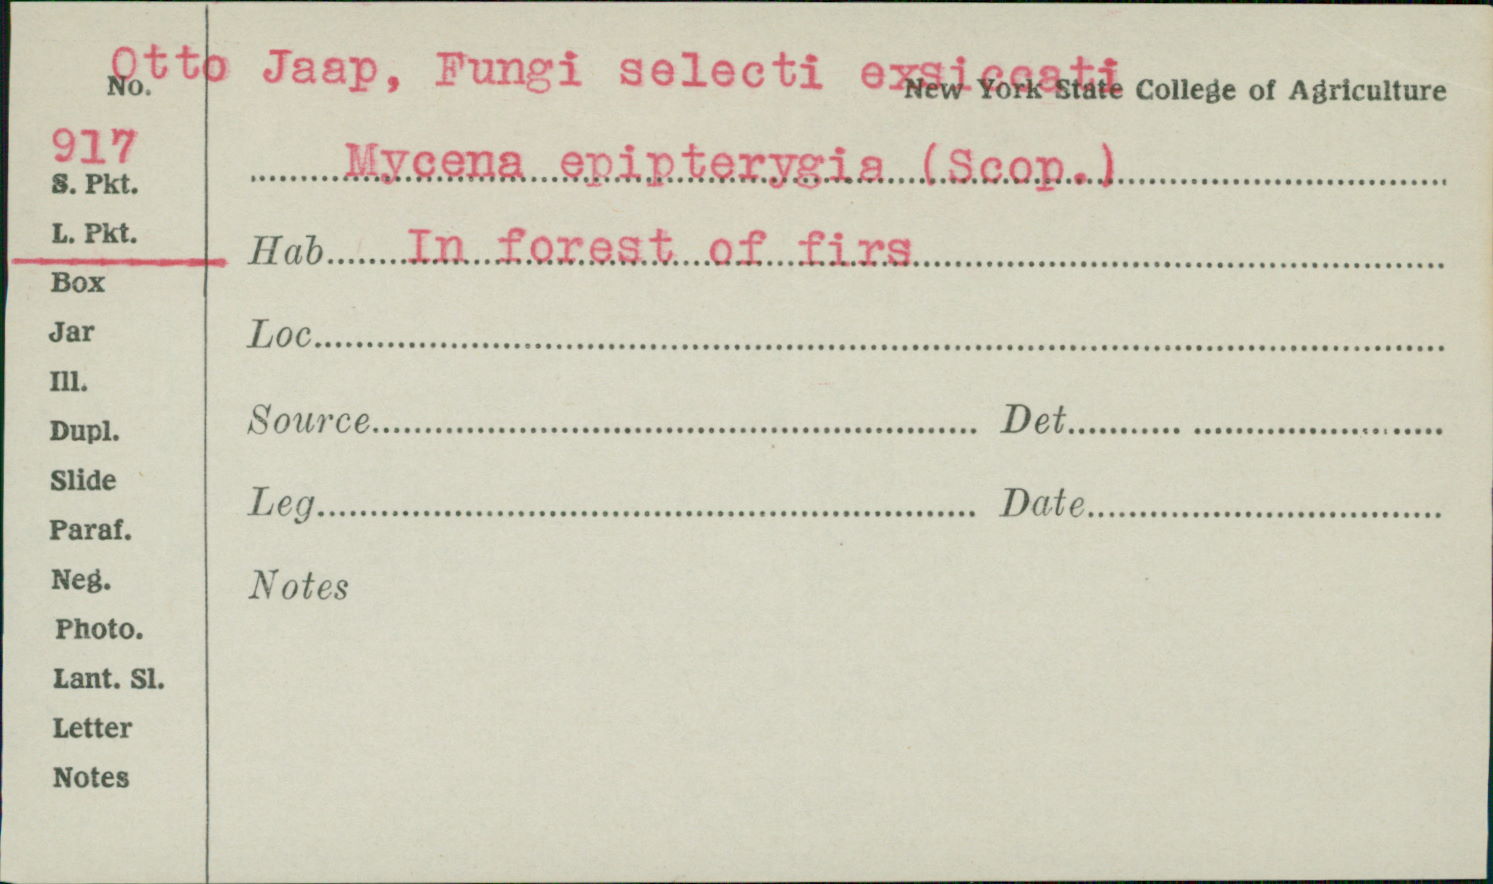 Otto Jaap, Fungi selecti exsiccati
No.
New York State College of Agriculture
917
Mycena epipterygia (Scop.)
S. Pkt.
L. Pkt.
Hab. In forest of firs
Box
Jar
Loc.
Ill.
Dupl.
Source Det.
Slide
Leg. Date
Paraf.
Neg.
Notes
Photo.
Lant. Sl.
Letter
Notes